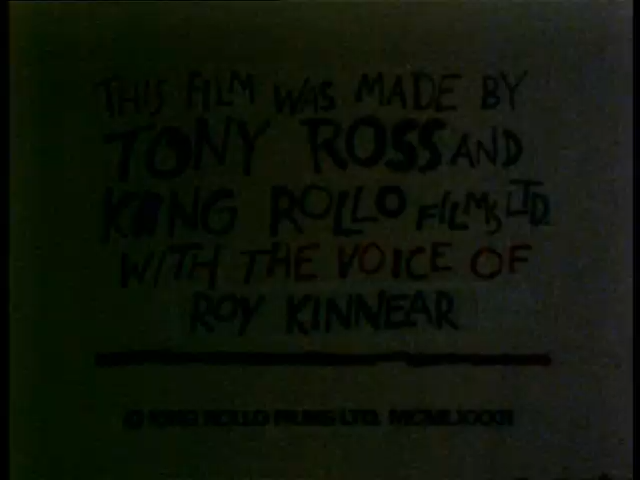 THIS FILM WAS MADE BY
TONY ROSS AND
KING ROLLO FILMS LTD.
WITH THE VOICE OF
ROY KINNEAR
ROLLO FILMS LTD.